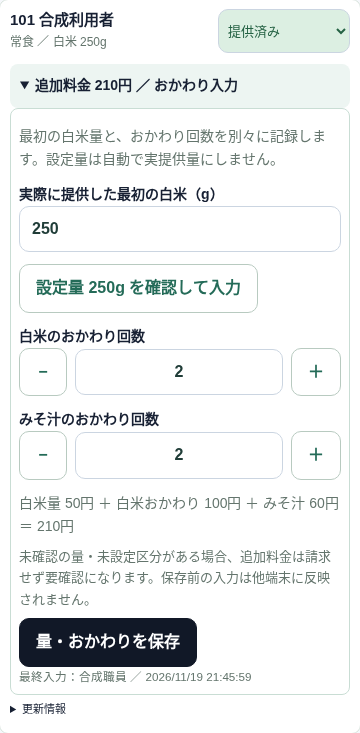 101 合成利用者
常食 ／ 白米 250g
提供済み
▼ 追加料金 210円 ／ おかわり入力
最初の白米量と、おかわり回数を別々に記録しま
す。設定量は自動で実提供量にしません。
実際に提供した最初の白米（g）
250
設定量 250g を確認して入力
白米のおかわり回数
− 2 ＋
みそ汁のおかわり回数
− 2 ＋
白米量 50円 ＋ 白米おかわり 100円 ＋ みそ汁 60円
＝ 210円
未確認の量・未設定区分がある場合、追加料金は請求
せず要確認になります。保存前の入力は他端末に反映
されません。
量・おかわりを保存
最終入力：合成職員 ／ 2026/11/19 21:45:59
▶ 更新情報